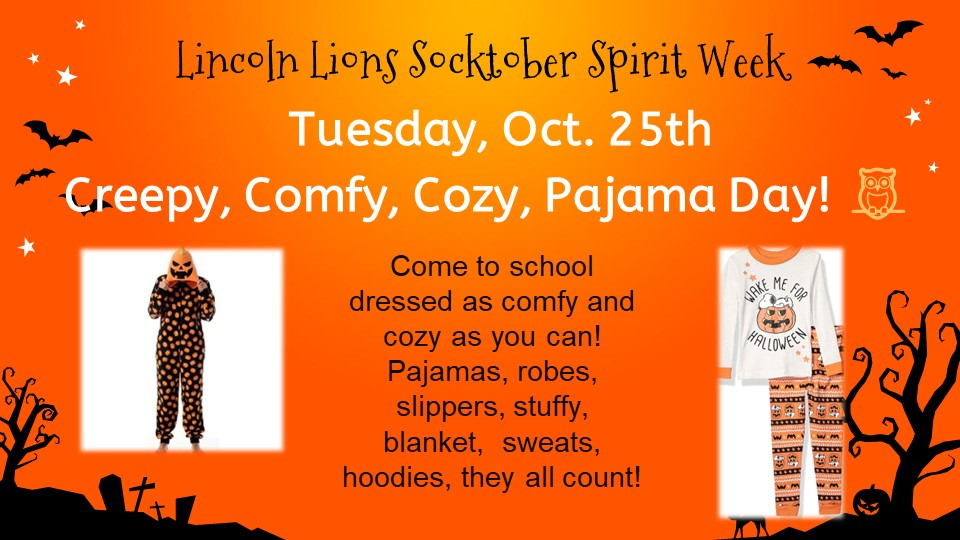 Lincoln Lions Socktober Spirit Week
Tuesday, Oct. 25th
Creepy, Comfy, Cozy, Pajama Day!
Come to school
dressed as comfy and
cozy as you can!
Pajamas, robes,
slippers, stuffy,
blanket,  sweats,
hoodies, they all count!
WAKE ME FOR
HALLOWEEN